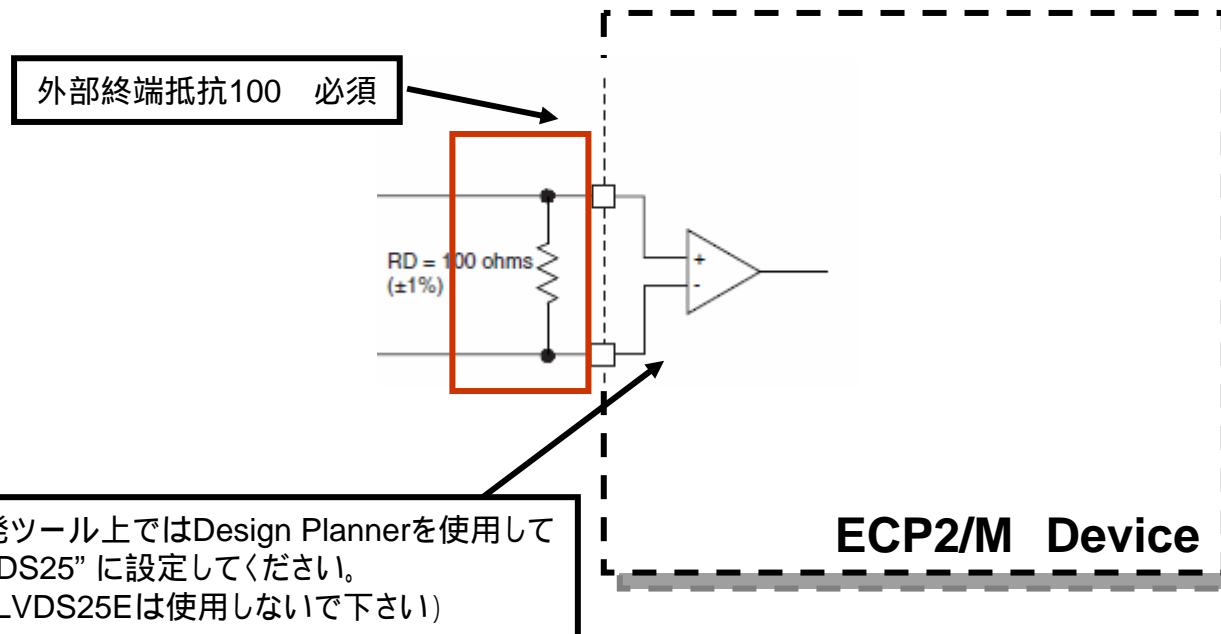 外部終端抵抗100　必須
RD = 100 ohms
(±1%)
+
-
ツール上ではDesign Plannerを使用して
DS25” に設定してください。
LVDS25Eは使用しないで下さい)
ECP2/M Device